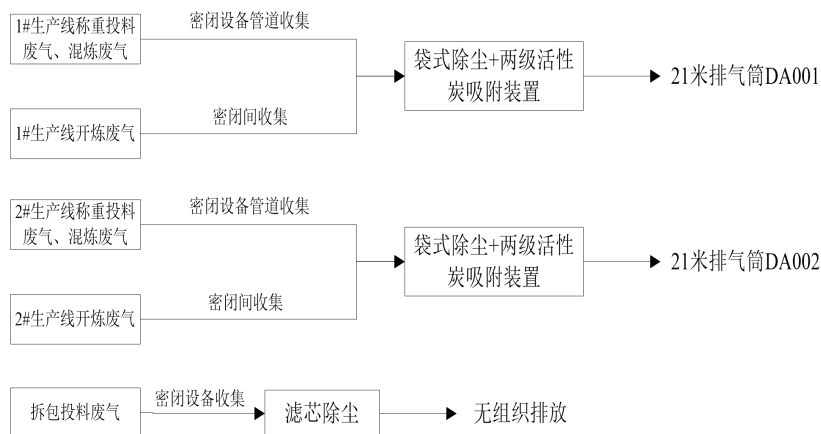 1#生产线称重投料
废气、混炼废气
密闭设备管道收集
1#生产线开炼废气
密闭间收集
袋式除尘+两级活性
炭吸附装置
21米排气筒DA001
2#生产线称重投料
废气、混炼废气
密闭设备管道收集
2#生产线开炼废气
密闭间收集
袋式除尘+两级活性
炭吸附装置
21米排气筒DA002
拆包投料废气
密闭设备收集
滤芯除尘
无组织排放